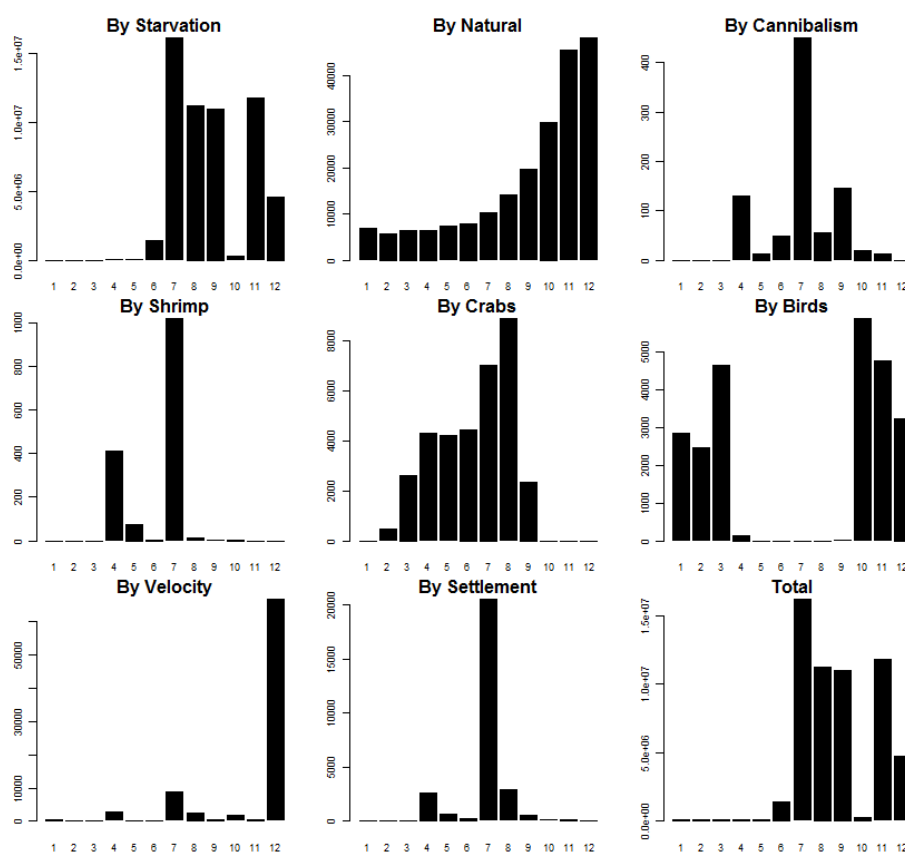 By Starvation
1.5e+07
1.0e+07
5.0e+06
0.0e+00
1 2 3 4 5 6 7 8 9 10 11 12
By Natural
40000
30000
20000
10000
0
1 2 3 4 5 6 7 8 9 10 11 12
By Cannibalism
400
300
200
100
0
1 2 3 4 5 6 7 8 9 10 11 12
By Shrimp
1000
800
600
400
200
0
1 2 3 4 5 6 7 8 9 10 11 12
By Crabs
8000
6000
4000
2000
0
1 2 3 4 5 6 7 8 9 10 11 12
By Birds
5000
4000
3000
2000
1000
0
1 2 3 4 5 6 7 8 9 10 11 12
By Velocity
50000
30000
10000
0
1 2 3 4 5 6 7 8 9 10 11 12
By Settlement
20000
15000
10000
5000
0
1 2 3 4 5 6 7 8 9 10 11 12
Total
1.5e+07
1.0e+07
5.0e+06
0.0e+00
1 2 3 4 5 6 7 8 9 10 11 12